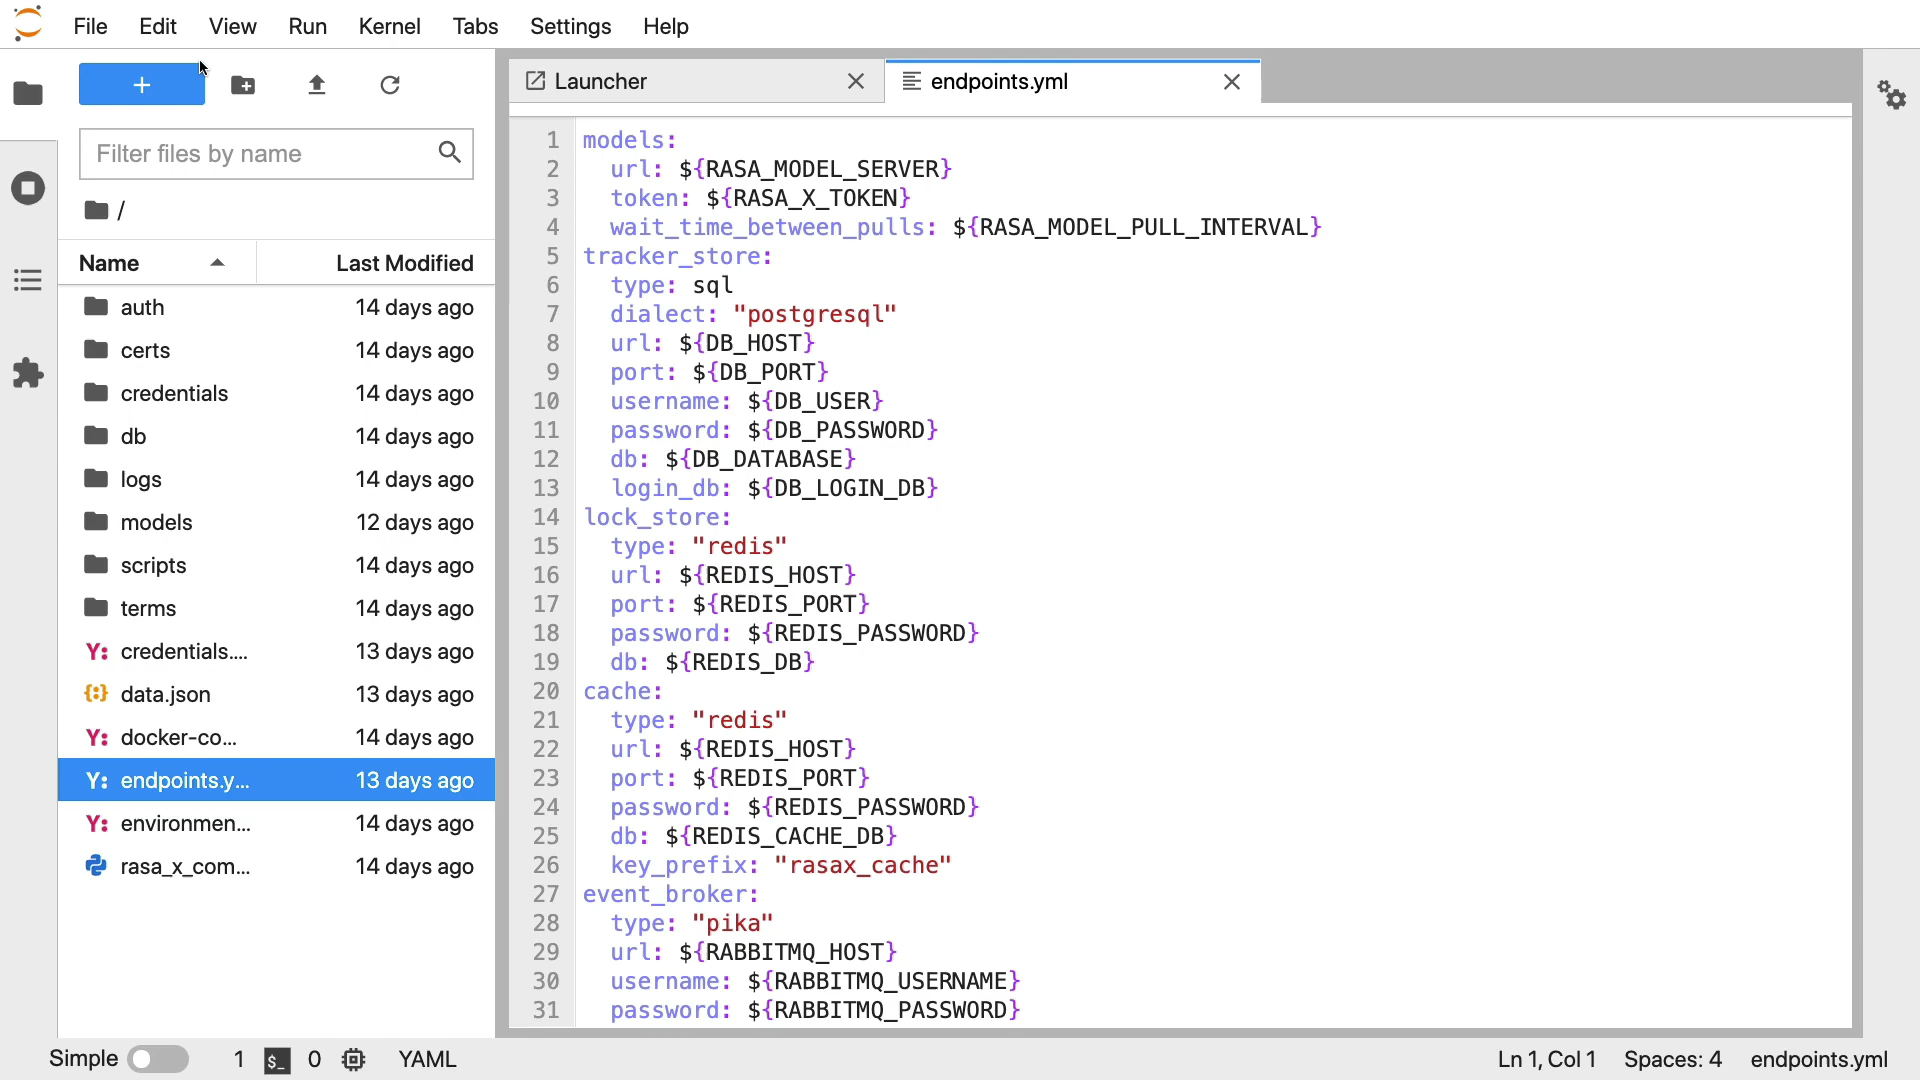 File Edit View Run Kernel Tabs Settings Help
+
Launcher
endpoints.yml
Filter files by name
/
Name Last Modified
auth 14 days ago
certs 14 days ago
credentials 14 days ago
db 14 days ago
logs 14 days ago
models 12 days ago
scripts 14 days ago
terms 14 days ago
Y: credentials.... 13 days ago
{:} data.json 13 days ago
Y: docker-co... 14 days ago
Y: endpoints.y... 13 days ago
Y: environmen... 14 days ago
rasa_x_com... 14 days ago
1 models:
2 url: ${RASA_MODEL_SERVER}
3 token: ${RASA_X_TOKEN}
4 wait_time_between_pulls: ${RASA_MODEL_PULL_INTERVAL}
5 tracker_store:
6 type: sql
7 dialect: "postgresql"
8 url: ${DB_HOST}
9 port: ${DB_PORT}
10 username: ${DB_USER}
11 password: ${DB_PASSWORD}
12 db: ${DB_DATABASE}
13 login_db: ${DB_LOGIN_DB}
14 lock_store:
15 type: "redis"
16 url: ${REDIS_HOST}
17 port: ${REDIS_PORT}
18 password: ${REDIS_PASSWORD}
19 db: ${REDIS_DB}
20 cache:
21 type: "redis"
22 url: ${REDIS_HOST}
23 port: ${REDIS_PORT}
24 password: ${REDIS_PASSWORD}
25 db: ${REDIS_CACHE_DB}
26 key_prefix: "rasax_cache"
27 event_broker:
28 type: "pika"
29 url: ${RABBITMQ_HOST}
30 username: ${RABBITMQ_USERNAME}
31 password: ${RABBITMQ_PASSWORD}
Simple 1 $_ 0 YAML Ln 1, Col 1 Spaces: 4 endpoints.yml